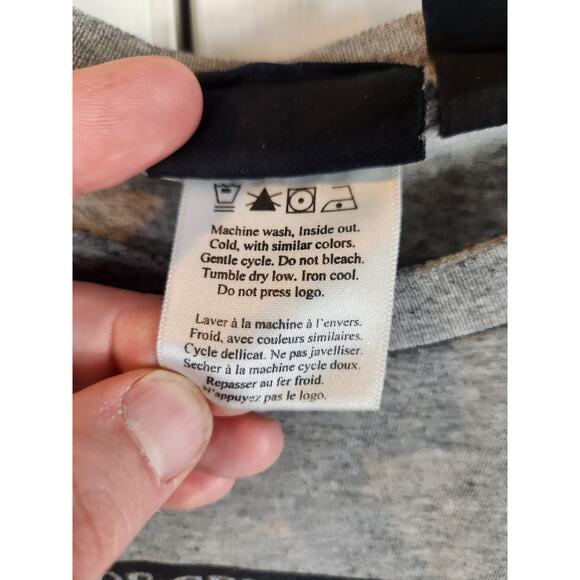 Machine wash, Inside out.
Cold, with similar colors.
Gentle cycle. Do not bleach.
Tumble dry low. Iron cool.
Do not press logo.
Laver à la machine à l'envers.
Froid, avec couleurs similaires.
Cycle dellicat. Ne pas javelliser.
Secher à la machine cycle doux.
Repasser au fer froid.
N'appuyez pas le logo.